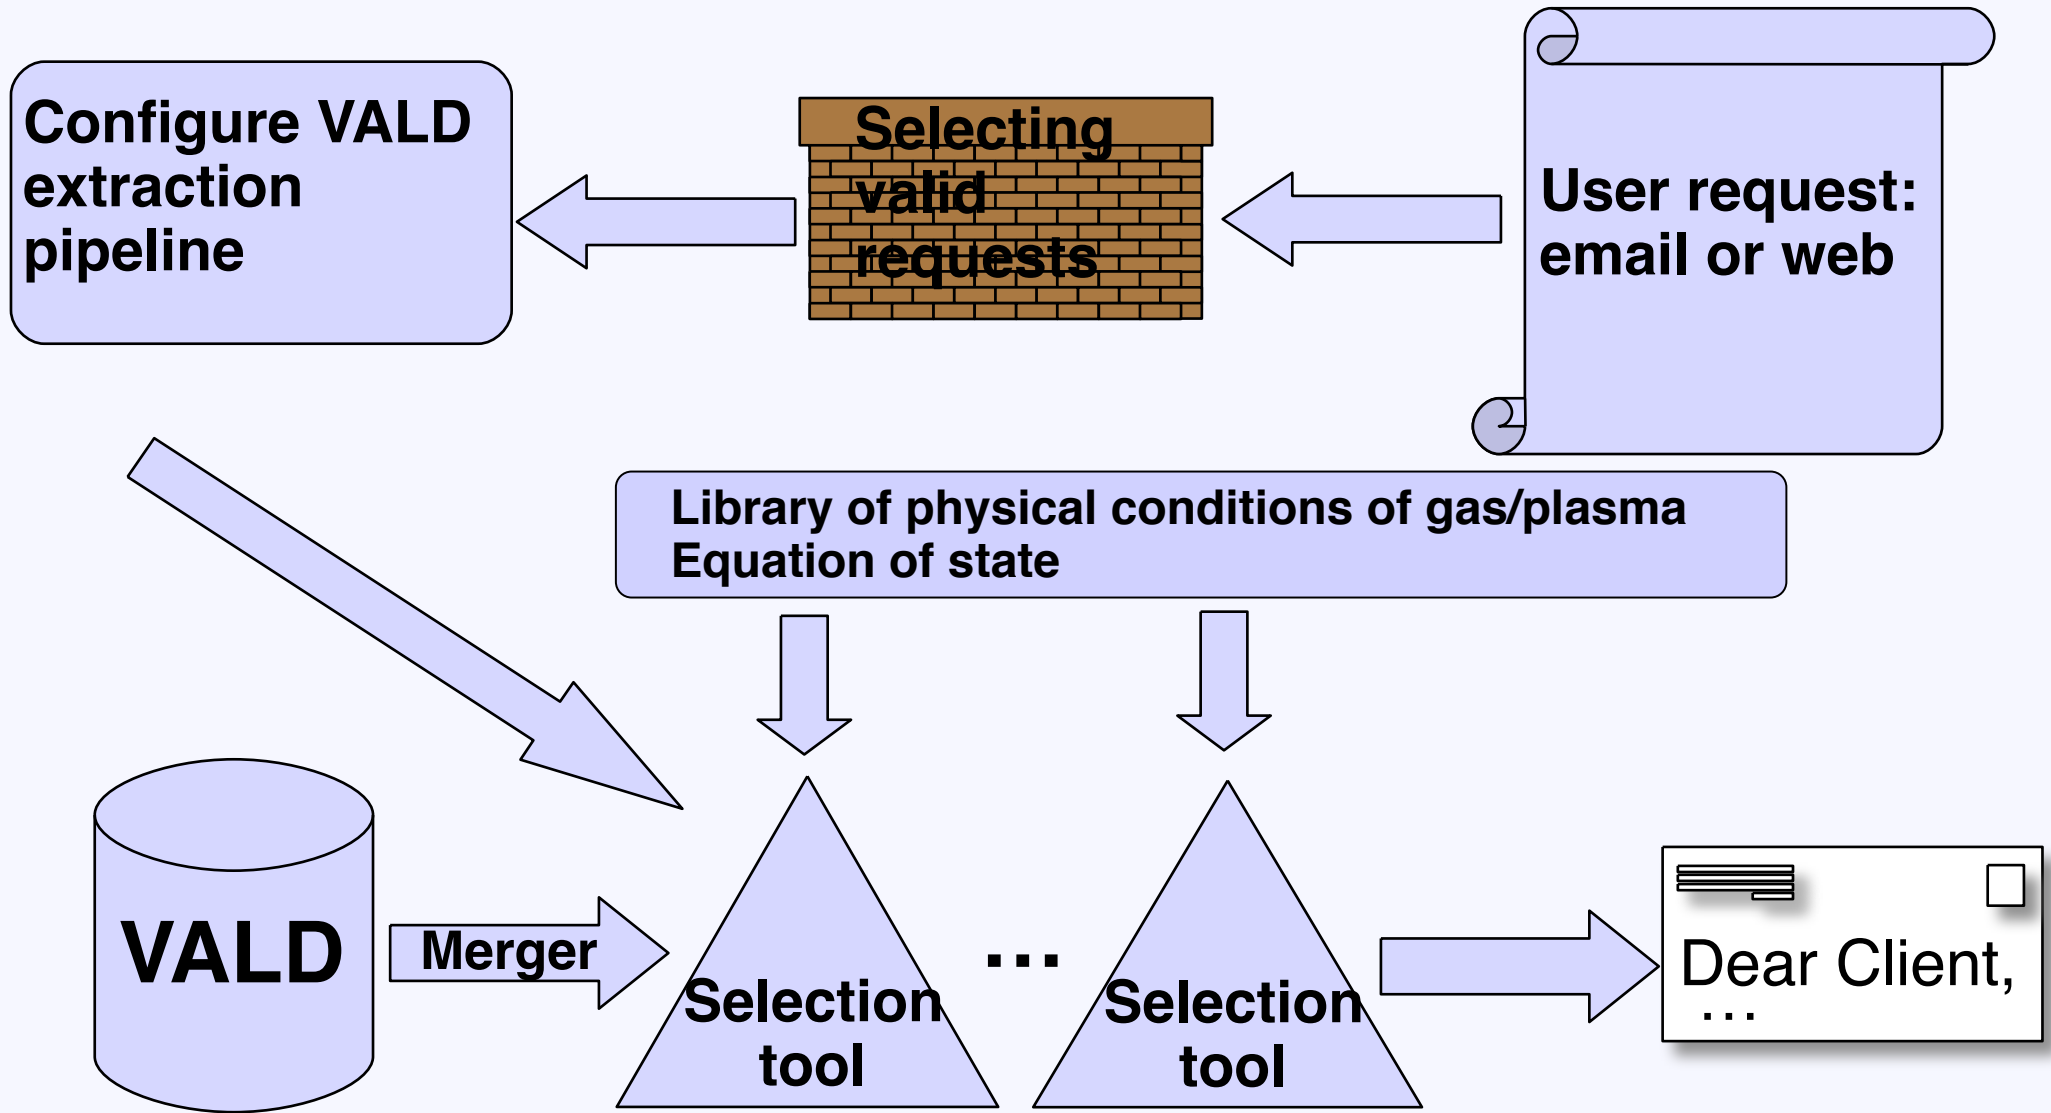 Configure VALD
extraction
pipeline
Selecting
valid
requests
User request:
email or web
Library of physical conditions of gas/plasma
Equation of state
VALD
Merger
Selection
tool
...
Selection
tool
Dear Client,
...